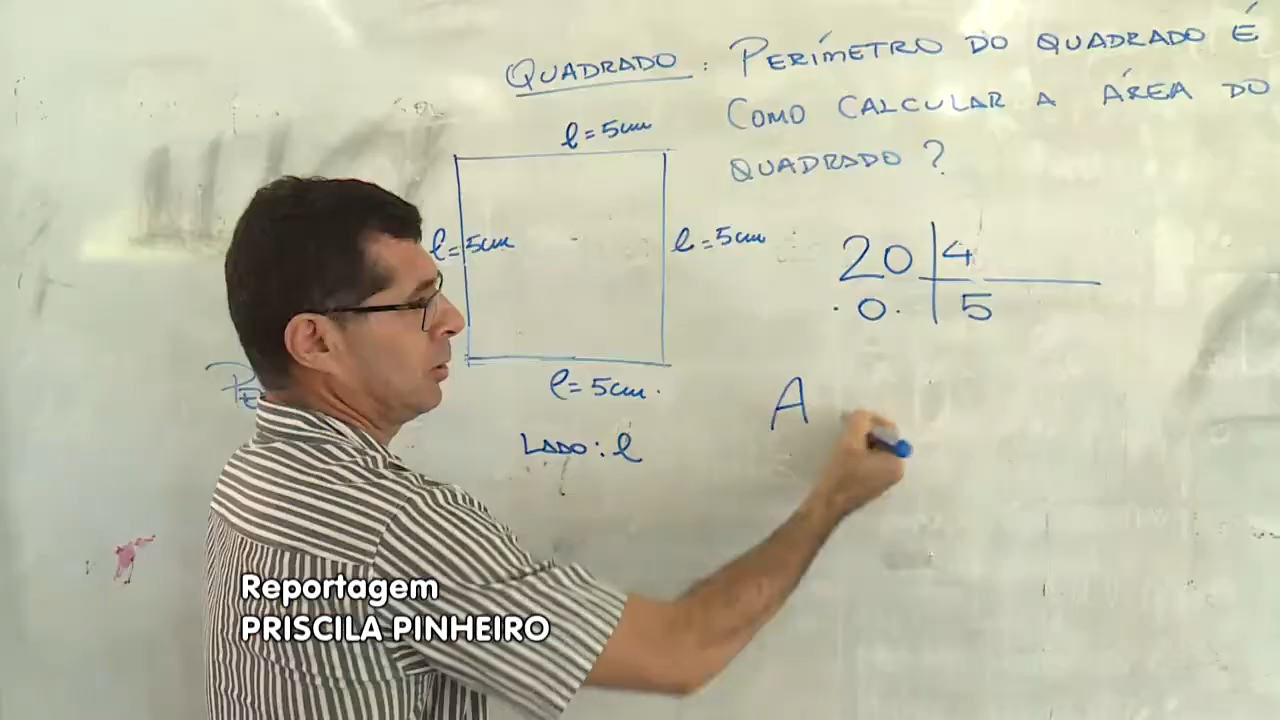 QUADRADO : PERÍMETRO DO QUADRADO É
COMO CALCULAR A ÁREA DO
QUADRADO ?
l = 5cm
l = 5cm
l = 5cm
l = 5cm.
LADO : l
20 | 4
. 0 . | 5
A
Reportagem
PRISCILA PINHEIRO